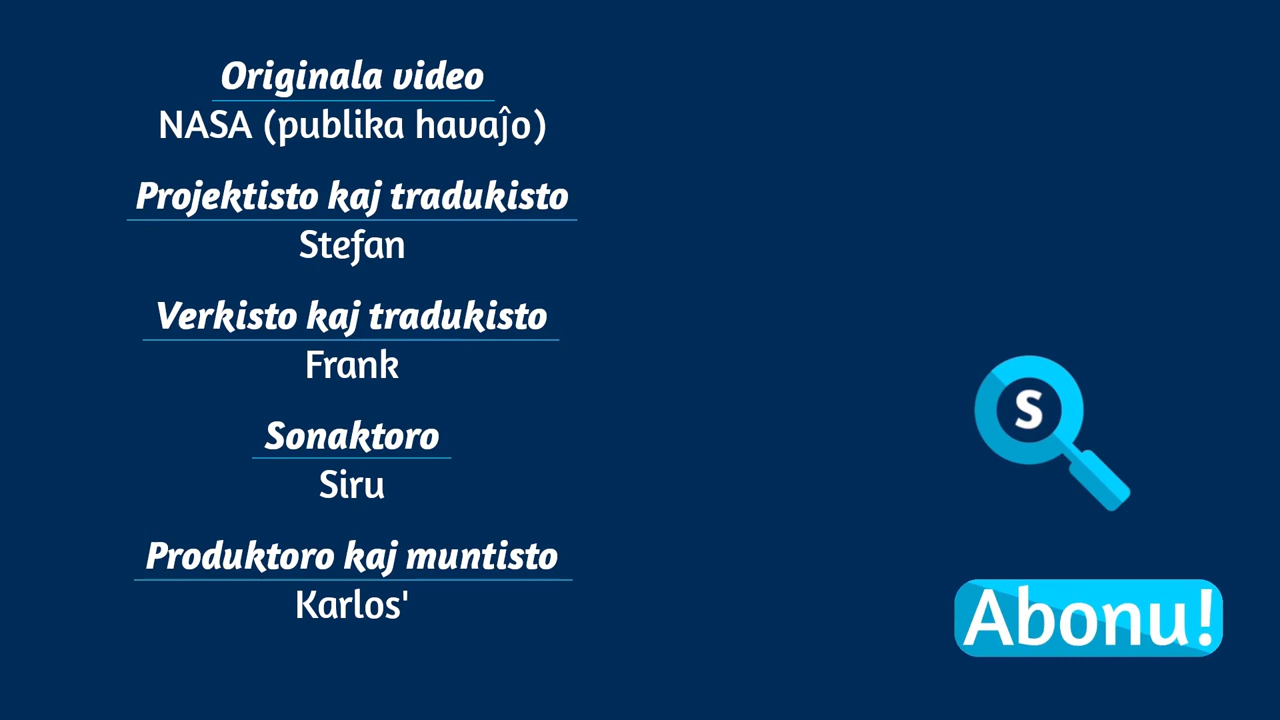 Originala video
NASA (publika havaĵo)
Projektisto kaj tradukisto
Stefan
Verkisto kaj tradukisto
Frank
Sonaktoro
Siru
Produktoro kaj muntisto
Karlos'
S
Abonu!